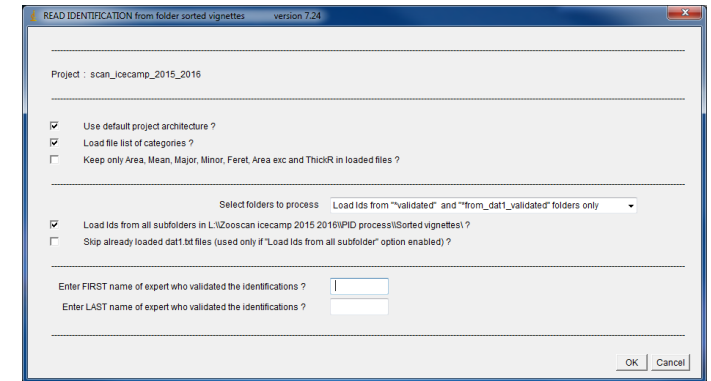 READ IDENTIFICATION from folder sorted vignettes version 7.24
Project : scan_icecamp_2015_2016
Use default project architecture ?
Load file list of categories ?
Keep only Area, Mean, Major, Minor, Feret, Area exc and ThickR in loaded files ?
Select folders to process Load Ids from "*validated" and "*from_dat1_validated" folders only
Load Ids from all subfolders in L:\\Zooscan icecamp 2015 2016\\PID process\\Sorted vignettes\ ?
Skip already loaded dat1.txt files (used only if "Load Ids from all subfolder" option enabled) ?
Enter FIRST name of expert who validated the identifications ?
Enter LAST name of expert who validated the identifications ?
OK Cancel